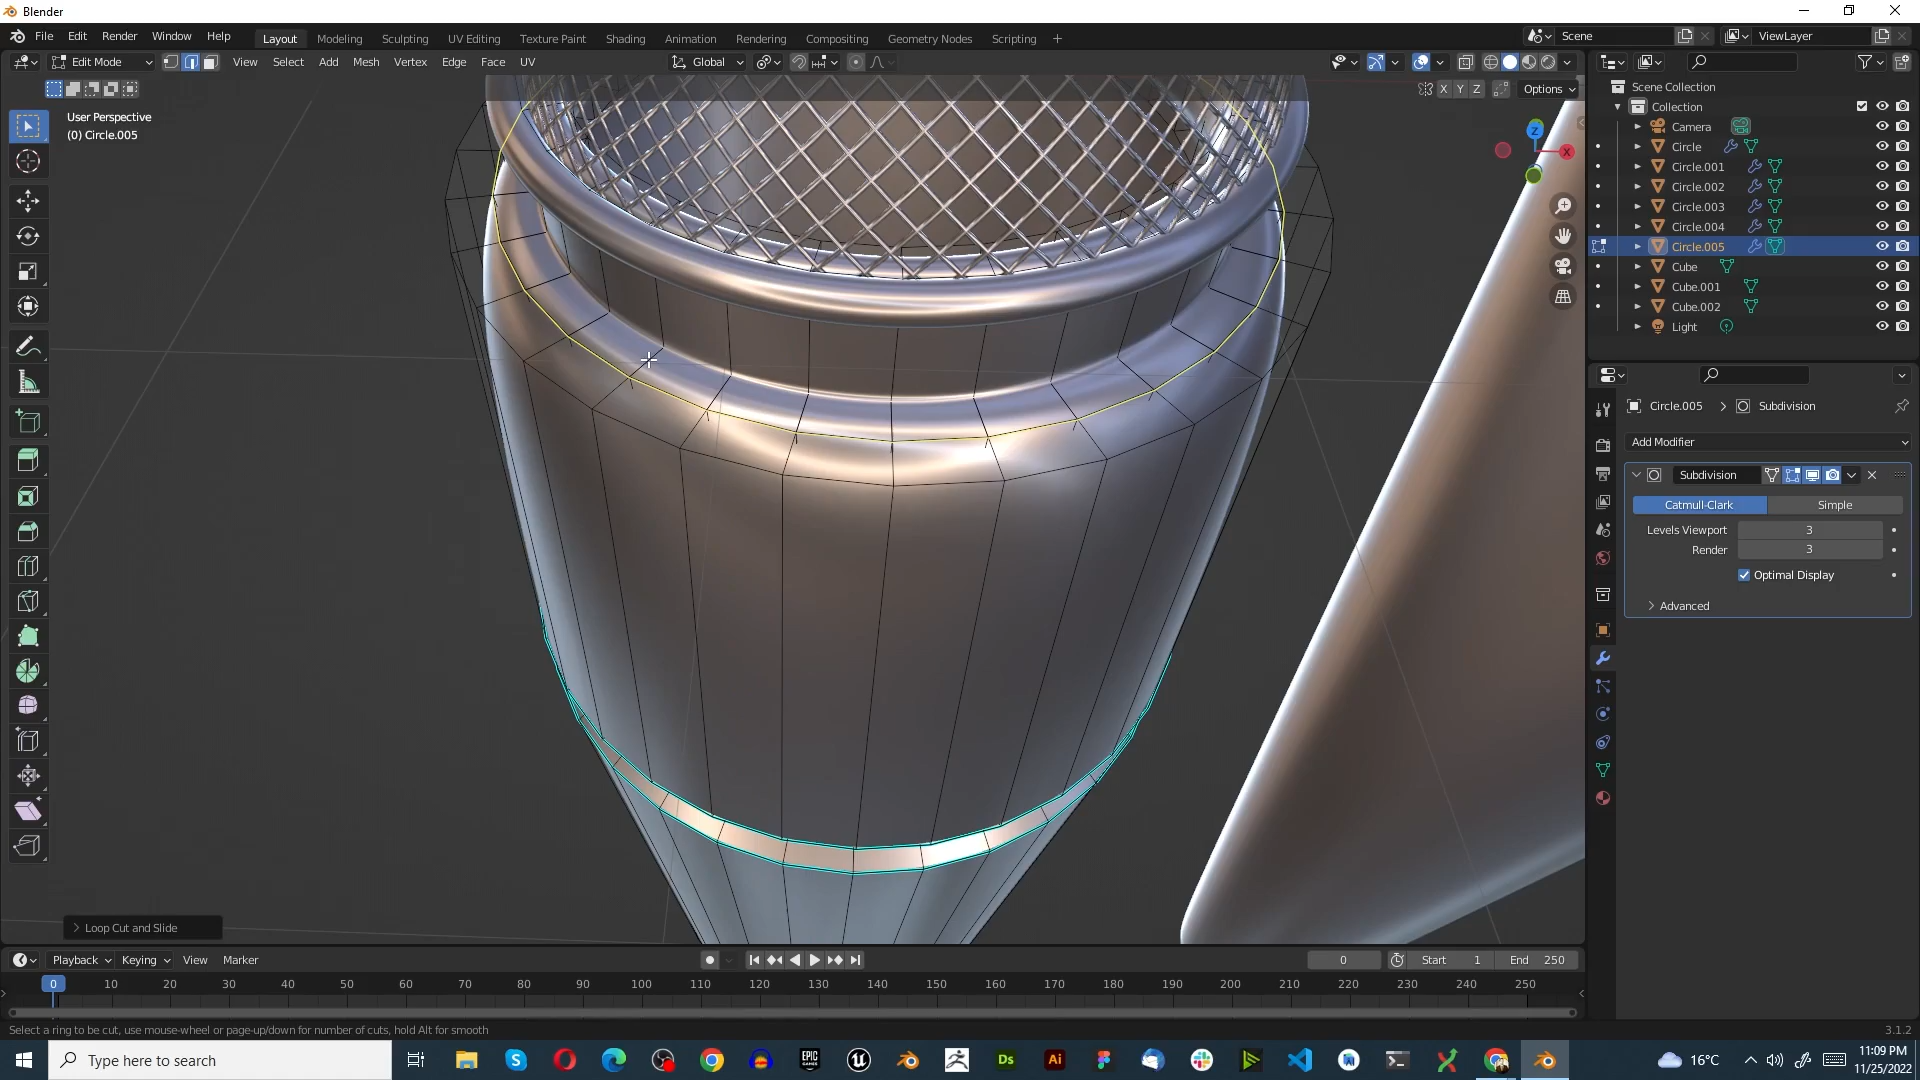 Blender
File Edit Render Window Help
Layout Modeling Sculpting UV Editing Texture Paint Shading Animation Rendering Compositing Geometry Nodes Scripting +
Scene
ViewLayer
Edit Mode View Select Add Mesh Vertex Edge Face UV
Global
X Y Z Options
User Perspective
(0) Circle.005
Z
X
Scene Collection
Collection
Camera
Circle
Circle.001
Circle.002
Circle.003
Circle.004
Circle.005
Cube
Cube.001
Cube.002
Light
Circle.005 > Subdivision
Add Modifier
Subdivision
Catmull-Clark Simple
Levels Viewport 3
Render 3
Optimal Display
Advanced
Loop Cut and Slide
Playback Keying View Marker
0 Start 1 End 250
0 10 20 30 40 50 60 70 80 90 100 110 120 130 140 150 160 170 180 190 200 210 220 230 240 250
Select a ring to be cut, use mouse-wheel or page-up/down for number of cuts, hold Alt for smooth
3.1.2
Type here to search
EPIC GAMES
Ds
Ai
16°C
11:09 PM
11/25/2022